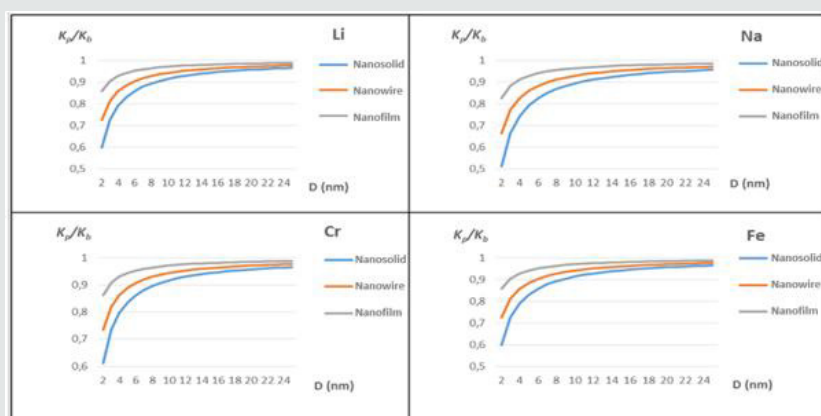 Kp/Kb
Li
1
0,9
0,8
0,7
0,6
0,5
2 4 6 8 10 12 14 16 18 20 22 24
D (nm)
Nanosolid
Nanowire
Nanofilm
Kp/Kb
Na
1
0,9
0,8
0,7
0,6
0,5
2 4 6 8 10 12 14 16 18 20 22 24
D (nm)
Nanosolid
Nanowire
Nanofilm
Kp/Kb
Cr
1
0,9
0,8
0,7
0,6
2 4 6 8 10 12 14 16 18 20 22 24
D (nm)
Nanosolid
Nanowire
Nanofilm
Kp/Kb
Fe
1
0,9
0,8
0,7
0,6
0,5
2 4 6 8 10 12 14 16 18 20 22 24
D (nm)
Nanosolid
Nanowire
Nanofilm